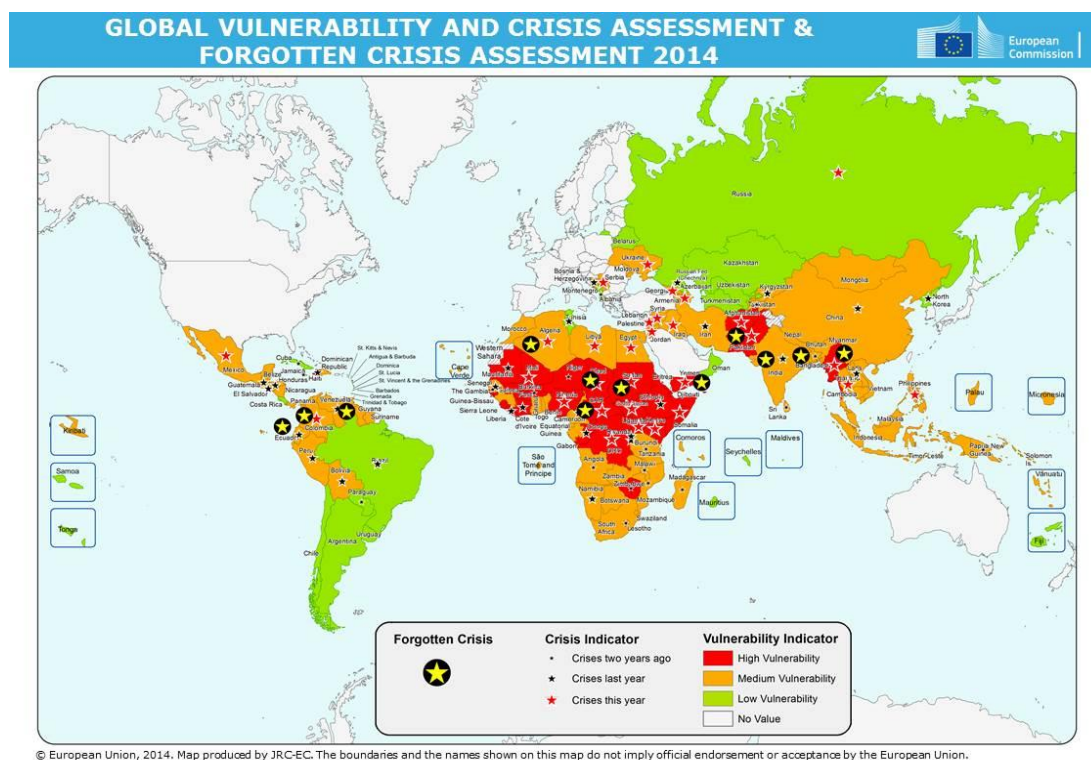 GLOBAL VULNERABILITY AND CRISIS ASSESSMENT &
FORGOTTEN CRISIS ASSESSMENT 2014
European
Commission
Russia
Belarus
Ukraine
Moldova
Bosnia &
Herzegovina
Serbia
Montenegro
Albania
Kazakhstan
Uzbekistan
Turkmenistan
Kyrgyzstan
Mongolia
China
North
Korea
Georgia
Azerbaijan
Armenia
Syria
Lebanon
Palestine
Jordan
Iraq
Iran
Tunisia
Morocco
Algeria
Libya
Egypt
Western
Sahara
Mauritania
Mali
Niger
Eritrea
Yemen
Oman
Djibouti
Nepal
Bhutan
India
Myanmar
Sri
Lanka
Vietnam
Cambodia
Philippines
Malaysia
Indonesia
Timor-Leste
Papua New
Guinea
Solomon
Is.
Palau
Micronesia
Vanuatu
Fiji
Mexico
Cuba
Jamaica
Haiti
Dominican
Republic
Belize
Honduras
Guatemala
El Salvador
Nicaragua
Costa Rica
Panama
St. Kitts & Nevis
Antigua & Barbuda
Dominica
St. Lucia
St. Vincent & the Grenadines
Barbados
Grenada
Trinidad & Tobago
Venezuela
Guyana
Suriname
Colombia
Ecuador
Peru
Brazil
Bolivia
Paraguay
Uruguay
Argentina
Chile
Kiribati
Samoa
Tonga
Cape
Verde
Senegal
The Gambia
Guinea-Bissau
Sierra Leone
Liberia
Cote
d'Ivoire
Togo
Equatorial
Guinea
Gabon
São
Tome and
Principe
Somalia
Burundi
Tanzania
Comoros
Seychelles
Maldives
Mauritius
Angola
Zambia
Malawi
Mozambique
Madagascar
Namibia
Botswana
Swaziland
Lesotho
South
Africa
Forgotten Crisis
Crisis Indicator
Crises two years ago
Crises last year
Crises this year
Vulnerability Indicator
High Vulnerability
Medium Vulnerability
Low Vulnerability
No Value
© European Union, 2014. Map produced by JRC-EC. The boundaries and the names shown on this map do not imply official endorsement or acceptance by the European Union.